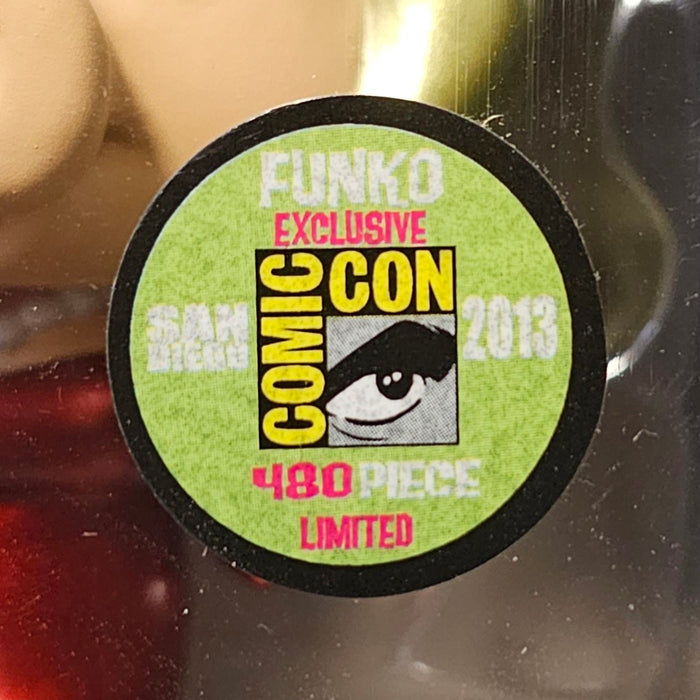 FUNKO
EXCLUSIVE
COMIC CON
SAN DIEGO
2013
480 PIECE
LIMITED